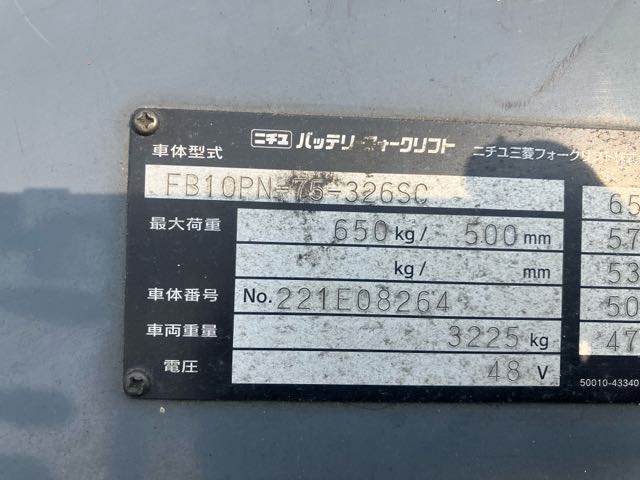 ニチユ バッテリーフォークリフト ニチユ三菱フォークリフト株
車体型式 FB10PN-75-326SC
最大荷重 650 kg/ 500 mm
kg/ mm
車体番号 No. 221E08264
車両重量 3225 kg
電圧 48 V
65
57
53
50
47
50010-43340